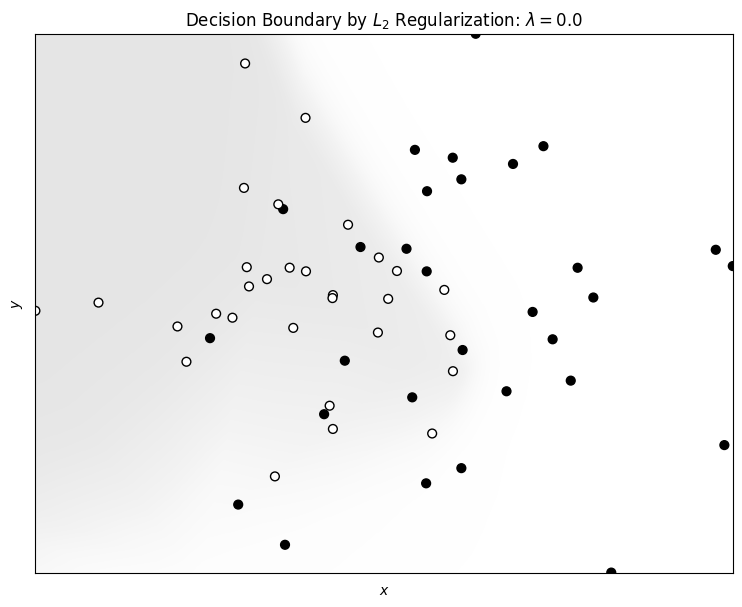 Decision Boundary by L₂ Regularization: λ = 0.0
y
x